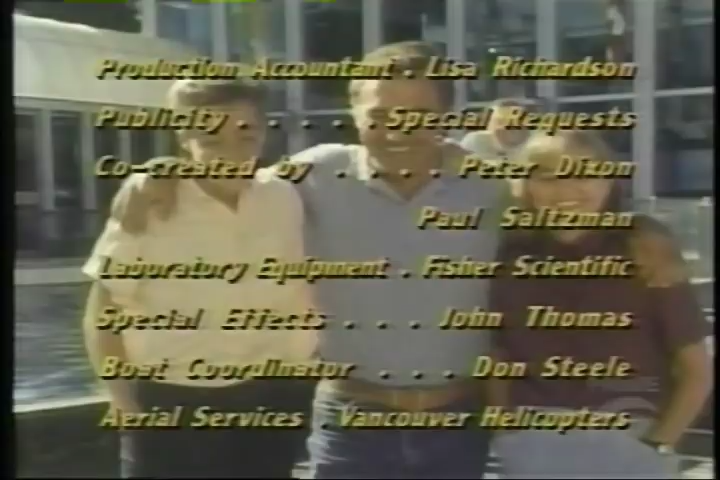 Production Accountant . Lisa Richardson
Publicity . . . . . Special Requests
Co-created by . . . . Peter Dixon
Paul Saltzman
Laboratory Equipment . Fisher Scientific
Special Effects . . . John Thomas
Boat Coordinator . . . Don Steele
Aerial Services . Vancouver Helicopters